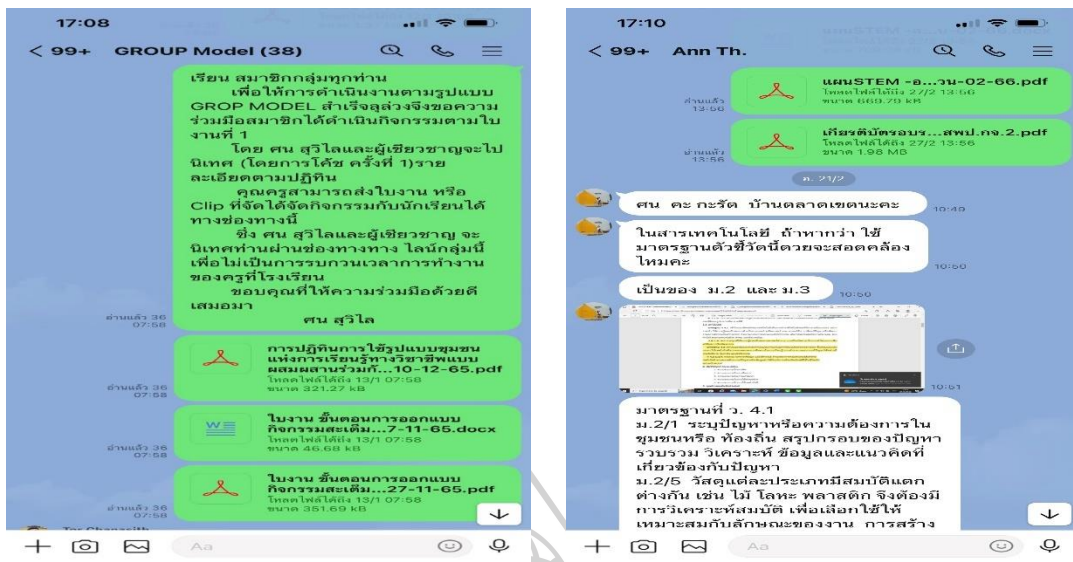 17:08
< 99+ GROUP Model (38)
เรียน สมาชิกกลุ่มทุกท่าน
เพื่อให้การดำเนินงานตามรูปแบบ
GROP MODEL สำเร็จลุล่วงจึงขอความ
ร่วมมือสมาชิกได้ดำเนินกิจกรรมตามใบ
งานที่ 1
โดย ศน สุวิไลและผู้เชี่ยวชาญจะไป
นิเทศ (โดยการโค้ช ครั้งที่ 1)ราย
ละเอียดตามปฏิทิน
คุณครูสามารถส่งใบงาน หรือ
Clip ที่จัดได้จัดกิจกรรมกับนักเรียนได้
ทางช่องทางนี้
ซึ่ง ศน สุวิไลและผู้เชี่ยวชาญ จะ
นิเทศท่านผ่านช่องทางทาง ไลน์กลุ่มนี้
เพื่อไม่เป็นการรบกวนเวลาการทำงาน
ของครูที่โรงเรียน
ขอบคุณที่ให้ความร่วมมือด้วยดี
เสมอมา
ศน สุวิไล
อ่านแล้ว 36
07:58
การปฏิทินการใช้รูปแบบชุมชน
แห่งการเรียนรู้ทางวิชาชีพแบบ
ผสมผสานร่วมกั...10-12-65.pdf
โหลดไฟล์ได้ถึง 13/1 07:58
ขนาด 321.27 kB
อ่านแล้ว 36
07:58
ใบงาน ขั้นตอนการออกแบบ
กิจกรรมสะเต็ม...7-11-65.docx
โหลดไฟล์ได้ถึง 13/1 07:58
ขนาด 46.68 kB
อ่านแล้ว 36
07:58
ใบงาน ขั้นตอนการออกแบบ
กิจกรรมสะเต็ม...27-11-65.pdf
โหลดไฟล์ได้ถึง 13/1 07:58
ขนาด 351.69 kB
อ่านแล้ว 36
07:58
Aa
17:10
< 99+ Ann Th.
แผนSTEM -อ...วน-02-66.pdf
โหลดไฟล์ได้ถึง 27/2 13:56
ขนาด 669.79 kB
อ่านแล้ว
13:56
เกียรติบัตรอบร...สพป.กจ.2.pdf
โหลดไฟล์ได้ถึง 27/2 13:56
ขนาด 1.98 MB
อ่านแล้ว
13:56
อ. 21/2
ศน คะ กะรัต บ้านตลาดเขตนะคะ
10:49
ในสาระเทคโนโลยี ถ้าหากว่า ใช้
มาตรฐานตัวชี้วัดนี้ด้วยจะสอดคล้อง
ไหมคะ
10:50
เป็นของ ม.2 และ ม.3
10:50
10:51
มาตรฐานที่ ว. 4.1
ม.2/1 ระบุปัญหาหรือความต้องการใน
ชุมชนหรือ ท้องถิ่น สรุปกรอบของปัญหา
รวบรวม วิเคราะห์ ข้อมูลและแนวคิดที่
เกี่ยวข้องกับปัญหา
ม.2/5 วัสดุแต่ละประเภทมีสมบัติแตก
ต่างกัน เช่น ไม้ โลหะ พลาสติก จึงต้องมี
การวิเคราะห์สมบัติ เพื่อเลือกใช้ให้
เหมาะสมกับลักษณะของงาน การสร้าง
Aa